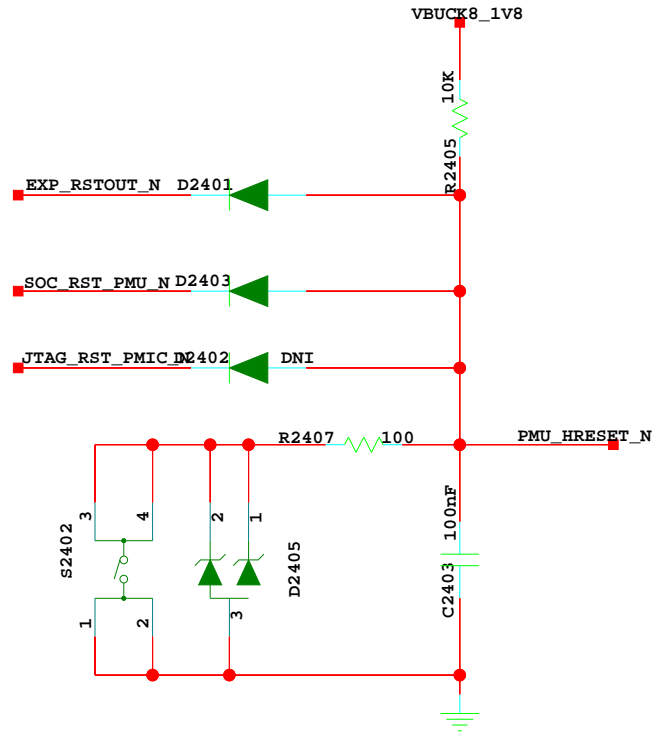 VBUCK8_1V8
10K
R2405
EXP_RSTOUT_N D2401
SOC_RST_PMU_N D2403
JTAG_RST_PMIC_N D2402 DNI
R2407 100 PMU_HRESET_N
3 4 2 1 100nF
S2402 D2405 C2403
1 2 3